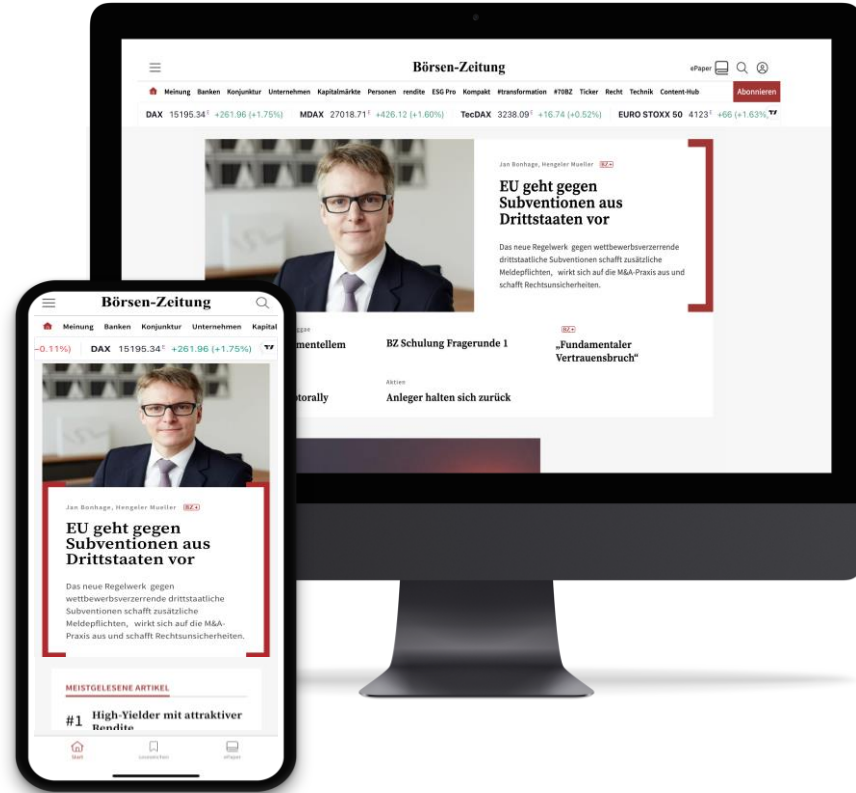 Börsen-Zeitung
ePaper
Meinung Banken Konjunktur Unternehmen Kapitalmärkte Personen rendite ESG Pro Kompakt #transformation #70BZ Ticker Recht Technik Content-Hub Abonnieren
DAX 15195.34 +261.96 (+1.75%) MDAX 27018.71 +426.12 (+1.60%) TecDAX 3238.09 +16.74 (+0.52%) EURO STOXX 50 4123 +66 (+1.63%,
Jan Bonhage, Hengeler Mueller BZ+
EU geht gegen
Subventionen aus
Drittstaaten vor
Das neue Regelwerk gegen wettbewerbsverzerrende
drittstaatliche Subventionen schafft zusätzliche
Meldepflichten, wirkt sich auf die M&A-Praxis aus und
schafft Rechtsunsicherheiten.
BZ Schulung Fragerunde 1
BZ+
„Fundamentaler
Vertrauensbruch“
Aktien
Anleger halten sich zurück
Börsen-Zeitung
Meinung Banken Konjunktur Unternehmen Kapital
−0.11%) DAX 15195.34 +261.96 (+1.75%)
Jan Bonhage, Hengeler Mueller BZ+
EU geht gegen
Subventionen aus
Drittstaaten vor
Das neue Regelwerk gegen
wettbewerbsverzerrende drittstaatliche
Subventionen schafft zusätzliche
Meldepflichten, wirkt sich auf die M&A-
Praxis aus und schafft Rechtsunsicherheiten.
MEISTGELESENE ARTIKEL
#1 High-Yielder mit attraktiver
Rendite
Start Lesezeichen ePaper